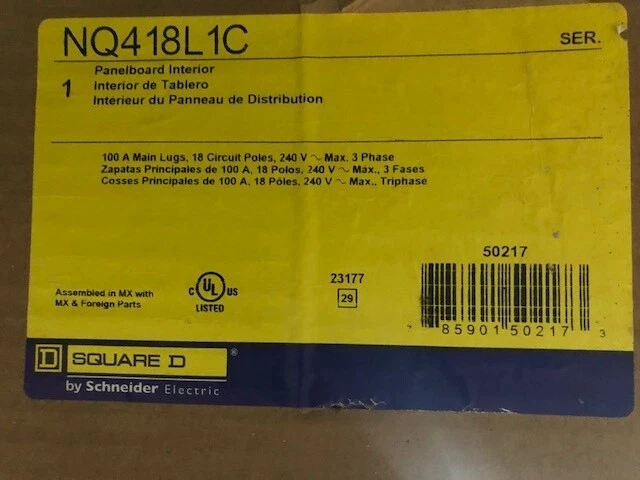 NQ418L1C
SER.
1
Panelboard Interior
Interior de Tablero
Intérieur du Panneau de Distribution
100 A Main Lugs, 18 Circuit Poles, 240 V ~ Max. 3 Phase
Zapatas Principales de 100 A, 18 Polos, 240 V ~ Max., 3 Fases
Cosses Principales de 100 A, 18 Pôles, 240 V ~ Max., Triphase
50217
Assembled in MX with
MX & Foreign Parts
C UL US
LISTED
23177
29
7 85901 50217 3
D SQUARE D®
by Schneider Electric